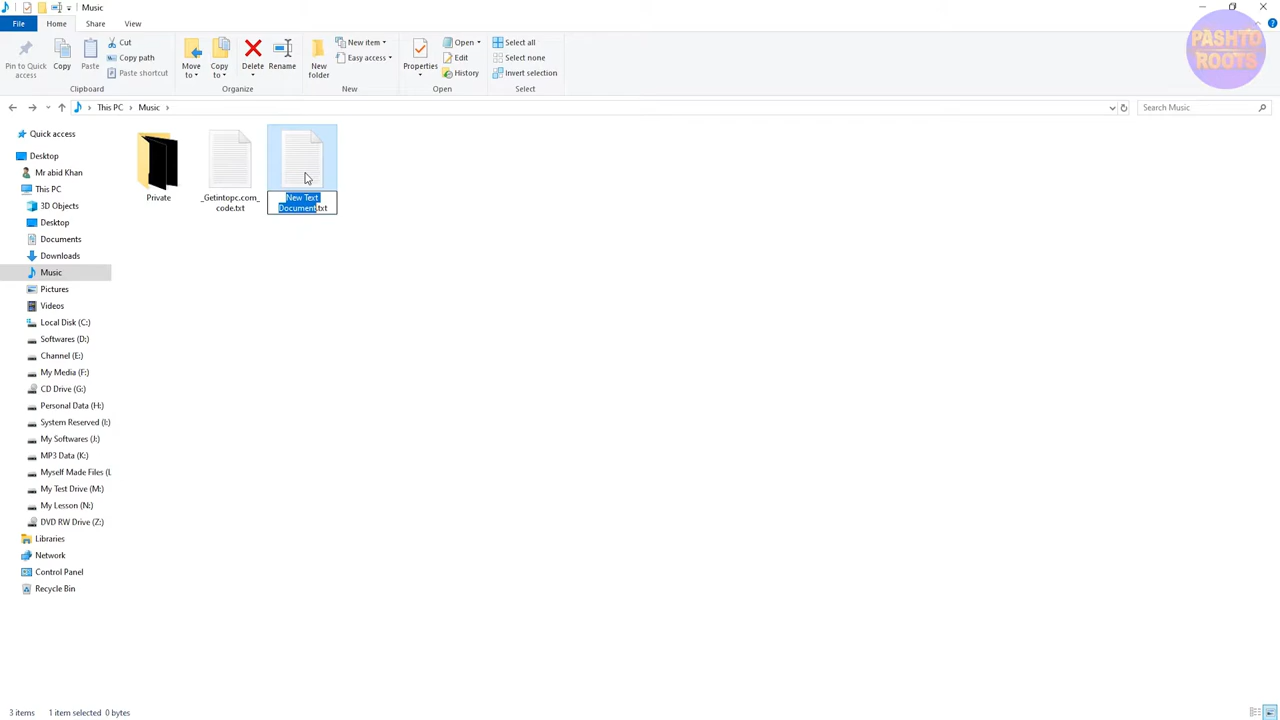 Music
File
Home
Share
View
Pin to Quick access
Copy
Paste
Cut
Copy path
Paste shortcut
Clipboard
Move to
Copy to
Delete
Rename
Organize
New folder
New item
Easy access
New
Properties
Open
Edit
History
Open
Select all
Select none
Invert selection
Select
PASHTO
ROOTS
This PC
Music
Search Music
Quick access
Desktop
Mr abid Khan
This PC
3D Objects
Desktop
Documents
Downloads
Music
Pictures
Videos
Local Disk (C:)
Softwares (D:)
Channel (E:)
My Media (F:)
CD Drive (G:)
Personal Data (H:)
System Reserved (I:)
My Softwares (J:)
MP3 Data (K:)
Myself Made Files (L
My Test Drive (M:)
My Lesson (N:)
DVD RW Drive (Z:)
Libraries
Network
Control Panel
Recycle Bin
Private
_Getintopc.com_
code.txt
New Text
Document.txt
3 items
1 item selected 0 bytes